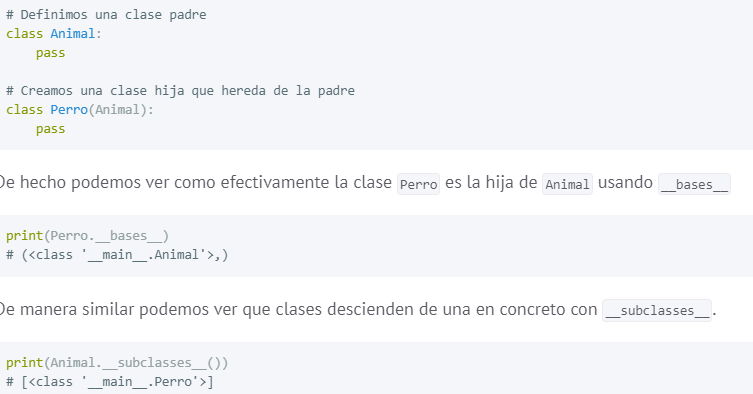 # Definimos una clase padre
class Animal:
    pass
# Creamos una clase hija que hereda de la padre
class Perro(Animal):
    pass
De hecho podemos ver como efectivamente la clase Perro es la hija de Animal usando __bases__
print(Perro.__bases__)
# (<class '__main__.Animal'>,)
De manera similar podemos ver que clases descienden de una en concreto con __subclasses__.
print(Animal.__subclasses__())
# [<class '__main__.Perro'>]